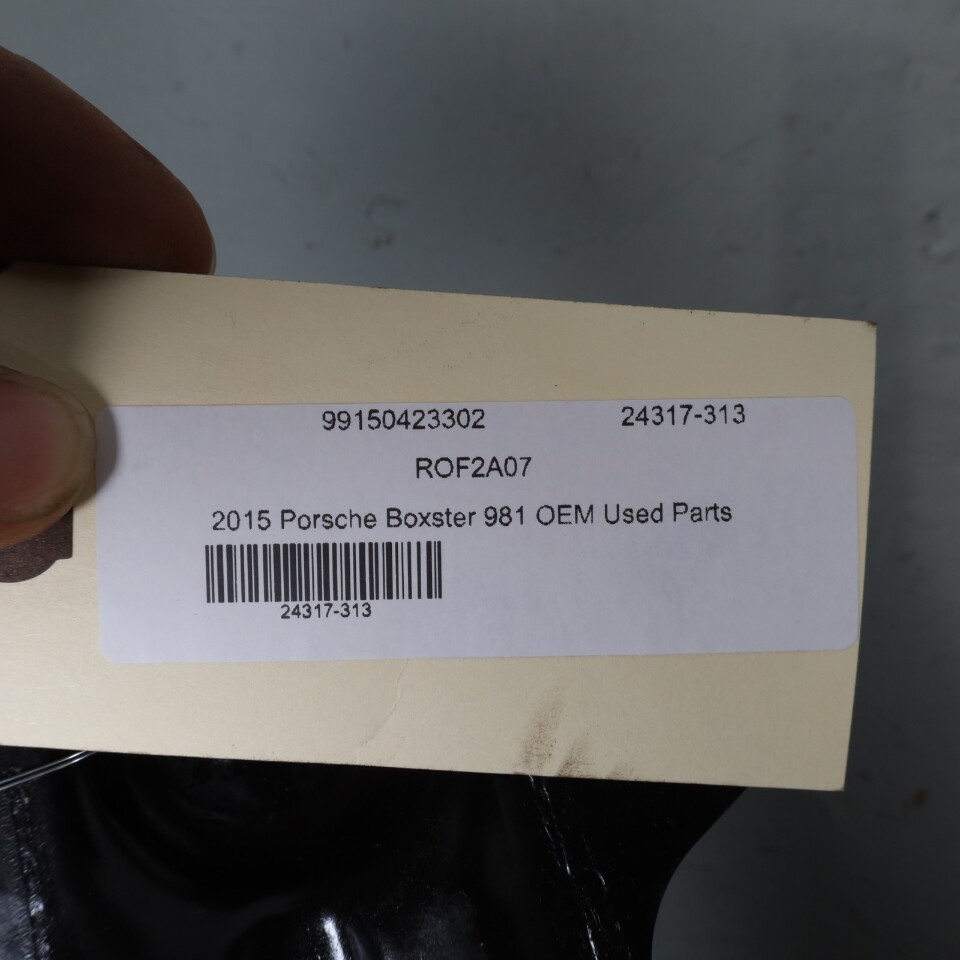 99150423302 24317-313
ROF2A07
2015 Porsche Boxster 981 OEM Used Parts
24317-313